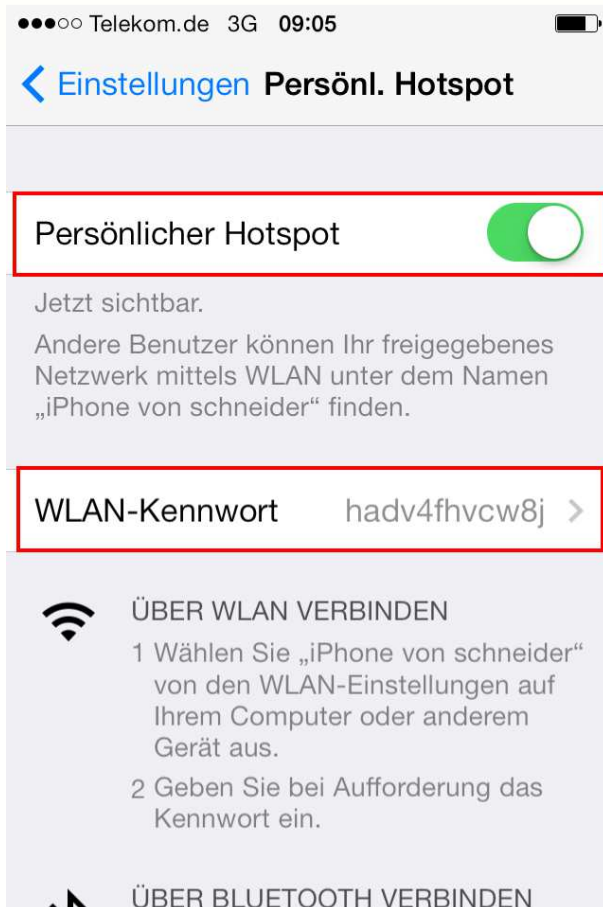 Telekom.de 3G 09:05
Einstellungen Persönl. Hotspot
Persönlicher Hotspot
Jetzt sichtbar.
Andere Benutzer können Ihr freigegebenes
Netzwerk mittels WLAN unter dem Namen
„iPhone von schneider“ finden.
WLAN-Kennwort hadv4fhvcw8j
ÜBER WLAN VERBINDEN
1 Wählen Sie „iPhone von schneider“
von den WLAN-Einstellungen auf
Ihrem Computer oder anderem
Gerät aus.
2 Geben Sie bei Aufforderung das
Kennwort ein.
ÜBER BLUETOOTH VERBINDEN